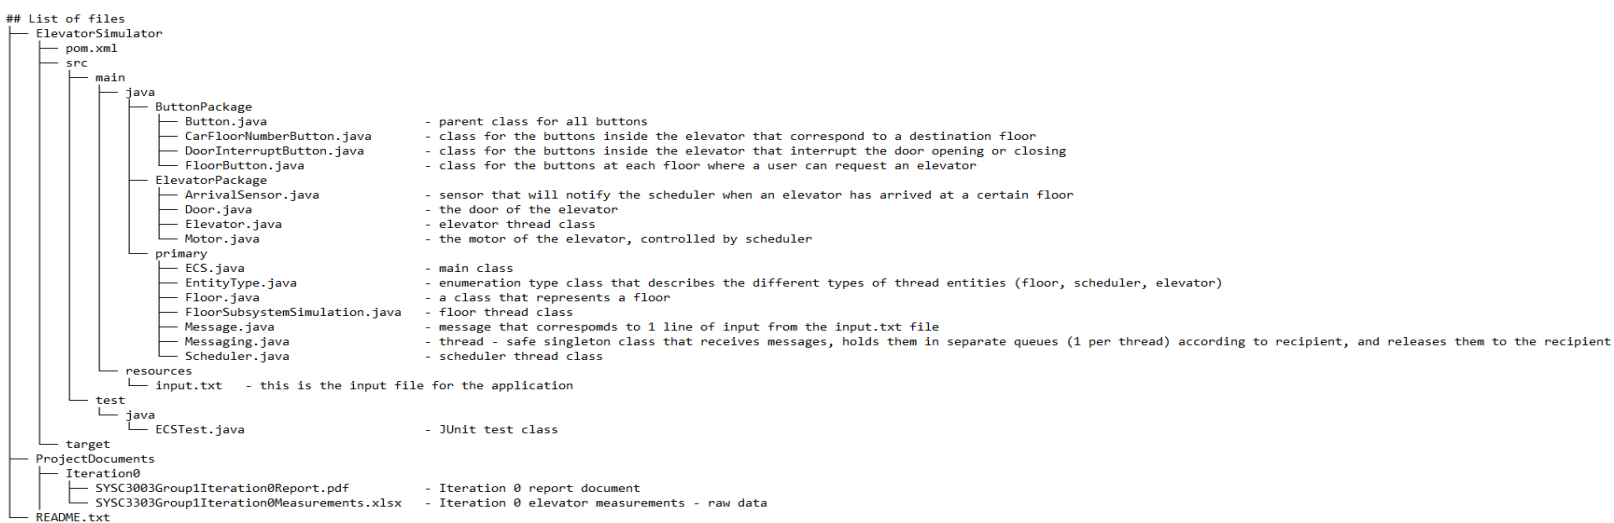 ## List of files
├── ElevatorSimulator
│   ├── pom.xml
│   ├── src
│   │   ├── main
│   │   │   ├── java
│   │   │   │   ├── ButtonPackage
│   │   │   │   │   ├── Button.java                     - parent class for all buttons
│   │   │   │   │   ├── CarFloorNumberButton.java       - class for the buttons inside the elevator that correspond to a destination floor
│   │   │   │   │   ├── DoorInterruptButton.java        - class for the buttons inside the elevator that interrupt the door opening or closing
│   │   │   │   │   └── FloorButton.java                - class for the buttons at each floor where a user can request an elevator
│   │   │   │   ├── ElevatorPackage
│   │   │   │   │   ├── ArrivalSensor.java              - sensor that will notify the scheduler when an elevator has arrived at a certain floor
│   │   │   │   │   ├── Door.java                       - the door of the elevator
│   │   │   │   │   ├── Elevator.java                   - elevator thread class
│   │   │   │   │   └── Motor.java                      - the motor of the elevator, controlled by scheduler
│   │   │   │   └── primary
│   │   │   │       ├── ECS.java                        - main class
│   │   │   │       ├── EntityType.java                 - enumeration type class that describes the different types of thread entities (floor, scheduler, elevator)
│   │   │   │       ├── Floor.java                      - a class that represents a floor
│   │   │   │       ├── FloorSubsystemSimulation.java   - floor thread class
│   │   │   │       ├── Message.java                    - message that correspomds to 1 line of input from the input.txt file
│   │   │   │       ├── Messaging.java                  - thread - safe singleton class that receives messages, holds them in separate queues (1 per thread) according to recipient, and releases them to the recipient
│   │   │   │       └── Scheduler.java                  - scheduler thread class
│   │   │   └── resources
│   │   │       └── input.txt   - this is the input file for the application
│   │   └── test
│   │       └── java
│   │           └── ECSTest.java                        - JUnit test class
│   └── target
├── ProjectDocuments
│   ├── Iteration0
│   │   ├── SYSC3003Group1Iteration0Report.pdf          - Iteration 0 report document
│   │   └── SYSC3303Group1Iteration0Measurements.xlsx   - Iteration 0 elevator measurements - raw data
└── README.txt